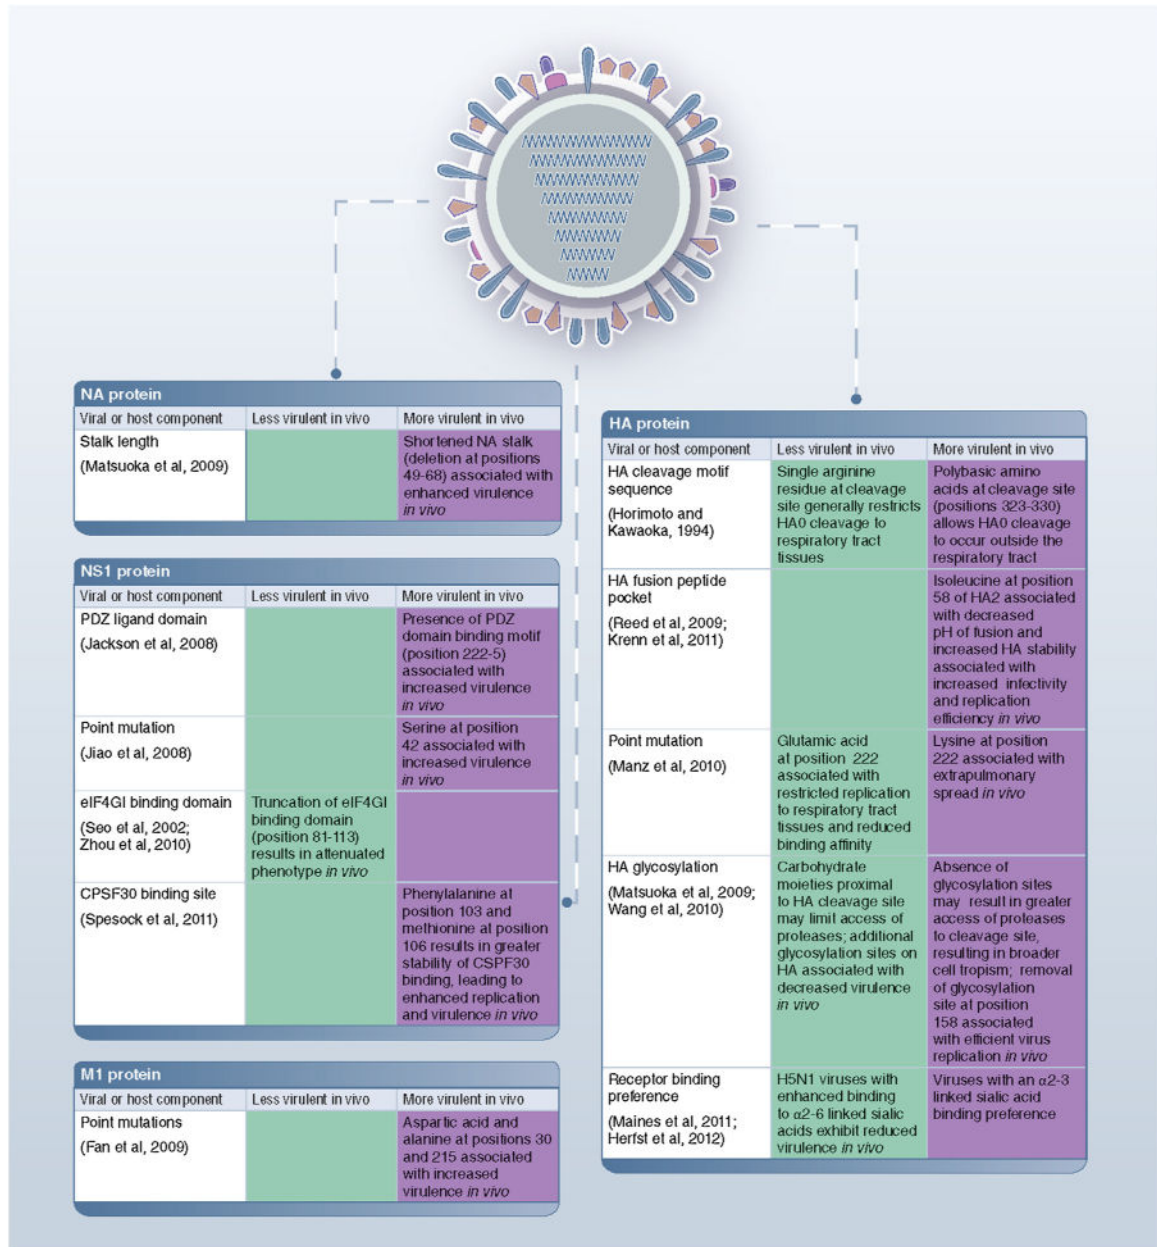 NA protein
Viral or host component
Less virulent in vivo
More virulent in vivo
Stalk length
(Matsuoka et al, 2009)
Shortened NA stalk
(deletion at positions
49-68) associated with
enhanced virulence
in vivo
NS1 protein
Viral or host component
Less virulent in vivo
More virulent in vivo
PDZ ligand domain
(Jackson et al, 2008)
Presence of PDZ
domain binding motif
(position 222-5)
associated with
increased virulence
in vivo
Point mutation
(Jiao et al, 2008)
Serine at position
42 associated with
increased virulence
in vivo
eIF4GI binding domain
(Seo et al, 2002;
Zhou et al, 2010)
Truncation of eIF4GI
binding domain
(position 81-113)
results in attenuated
phenotype in vivo
CPSF30 binding site
(Spesock et al, 2011)
Phenylalanine at
position 103 and
methionine at position
106 results in greater
stability of CSPF30
binding, leading to
enhanced replication
and virulence in vivo
M1 protein
Viral or host component
Less virulent in vivo
More virulent in vivo
Point mutations
(Fan et al, 2009)
Aspartic acid and
alanine at positions 30
and 215 associated
with increased
virulence in vivo
HA protein
Viral or host component
Less virulent in vivo
More virulent in vivo
HA cleavage motif
sequence
(Horimoto and
Kawaoka, 1994)
Single arginine
residue at cleavage
site generally restricts
HA0 cleavage to
respiratory tract
tissues
Polybasic amino
acids at cleavage site
(positions 323-330)
allows HA0 cleavage
to occur outside the
respiratory tract
HA fusion peptide
pocket
(Reed et al, 2009;
Krenn et al, 2011)
Isoleucine at position
58 of HA2 associated
with decreased
pH of fusion and
increased HA stability
associated with
increased infectivity
and replication
efficiency in vivo
Point mutation
(Manz et al, 2010)
Glutamic acid
at position 222
associated with
restricted replication
to respiratory tract
tissues and reduced
binding affinity
Lysine at position
222 associated with
extrapulmonary
spread in vivo
HA glycosylation
(Matsuoka et al, 2009;
Wang et al, 2010)
Carbohydrate
moieties proximal
to HA cleavage site
may limit access of
proteases; additional
glycosylation sites on
HA associated with
decreased virulence
in vivo
Absence of
glycosylation sites
may result in greater
access of proteases
to cleavage site,
resulting in broader
cell tropism; removal
of glycosylation
site at position
158 associated
with efficient virus
replication in vivo
Receptor binding
preference
(Maines et al, 2011;
Herfst et al, 2012)
H5N1 viruses with
enhanced binding
to α2-6 linked sialic
acids exhibit reduced
virulence in vivo
Viruses with an α2-3
linked sialic acid
binding preference